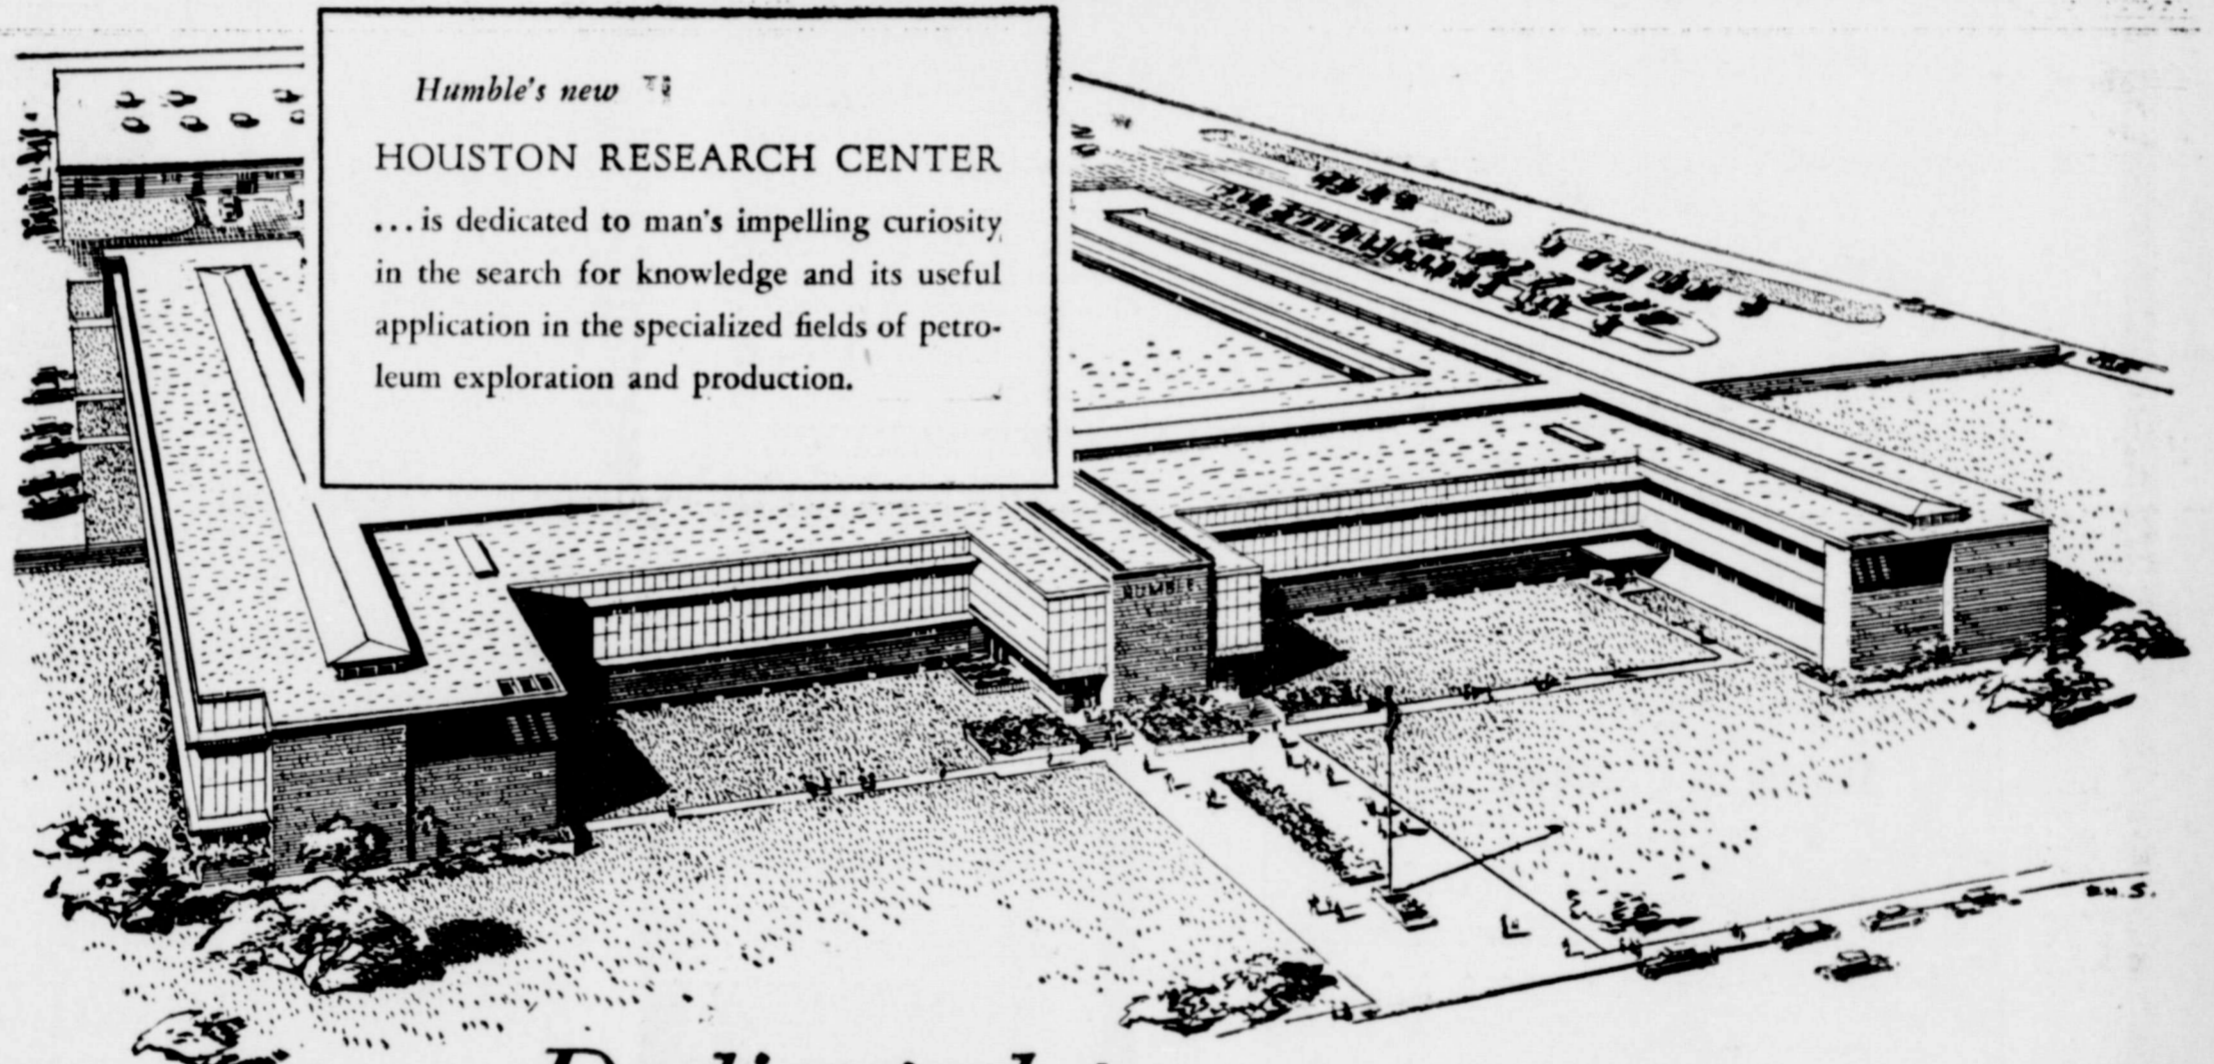 Humble's new
HOUSTON RESEARCH CENTER
...is dedicated to man's impelling curiosity
in the search for knowledge and its useful
application in the specialized fields of petro-
leum exploration and production.
HUMBLE